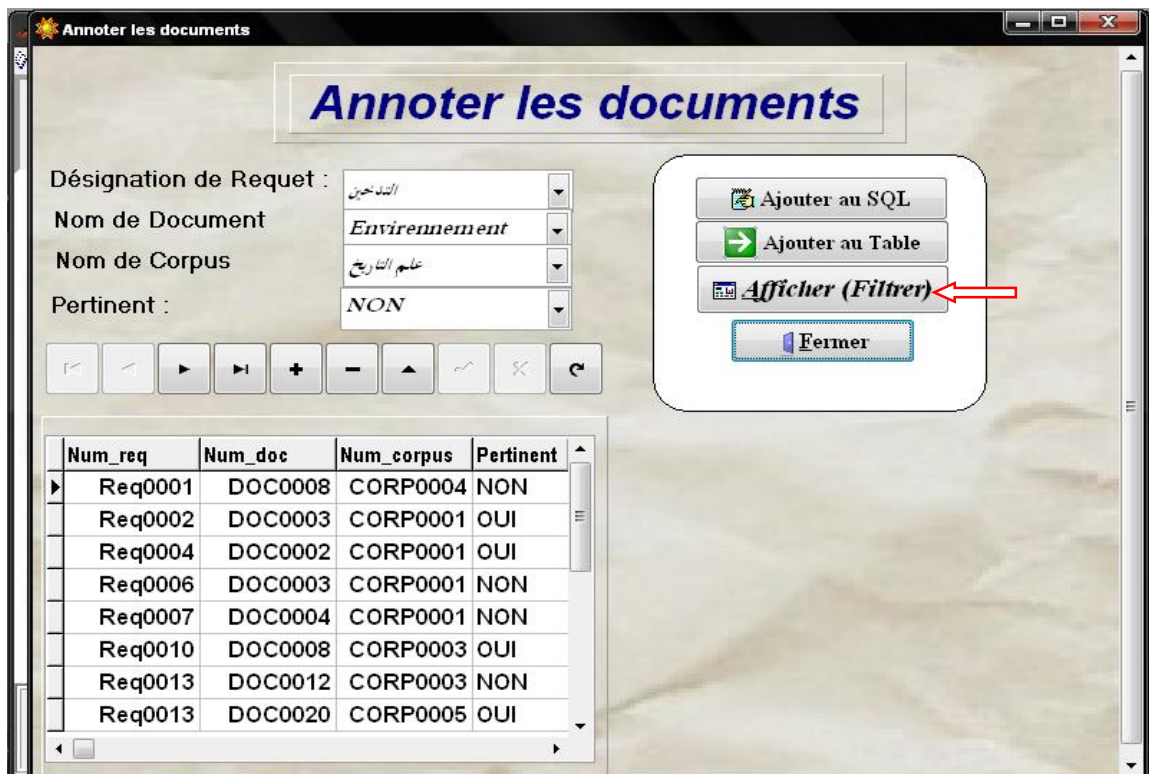 Annoter les documents
Annoter les documents
Désignation de Requet : التدخين
Nom de Document Envirennement
Nom de Corpus علم التاريخ
Pertinent : NON
Ajouter au SQL
Ajouter au Table
Afficher (Filtrer)
Fermer
Num_req Num_doc Num_corpus Pertinent
Req0001 DOC0008 CORP0004 NON
Req0002 DOC0003 CORP0001 OUI
Req0004 DOC0002 CORP0001 OUI
Req0006 DOC0003 CORP0001 NON
Req0007 DOC0004 CORP0001 NON
Req0010 DOC0008 CORP0003 OUI
Req0013 DOC0012 CORP0003 NON
Req0013 DOC0020 CORP0005 OUI